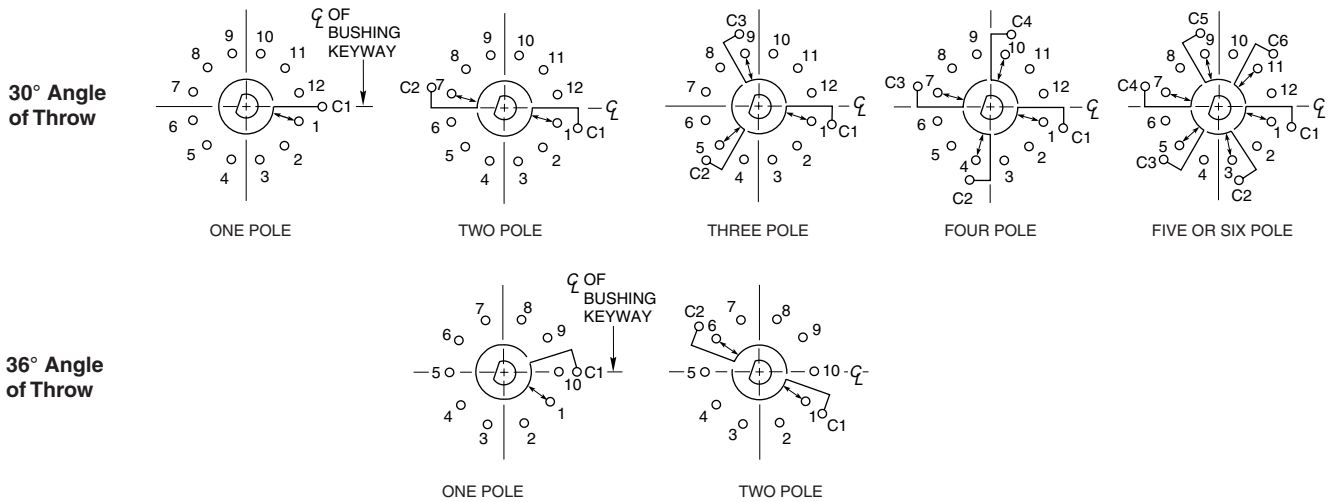 30° Angle
of Throw
℄ OF
BUSHING
KEYWAY
9
10
8
11
7
12
C1
6
1
5
2
4
3
ONE POLE
9
10
8
11
C2
7
12
℄
6
1
C1
5
2
4
3
TWO POLE
C3
9
10
8
11
7
12
℄
6
1
C1
5
2
C2
4
3
THREE POLE
C4
9
10
8
11
C3
7
12
℄
6
1
C1
5
2
4
3
C2
FOUR POLE
C5
9
10
C6
8
11
C4
7
12
℄
6
1
C1
5
2
C3
4
3
C2
FIVE OR SIX POLE
36° Angle
of Throw
℄ OF
BUSHING
KEYWAY
7
8
6
9
5
10
C1
4
1
3
2
ONE POLE
C2
7
8
6
9
5
10
℄
4
1
C1
3
2
TWO POLE